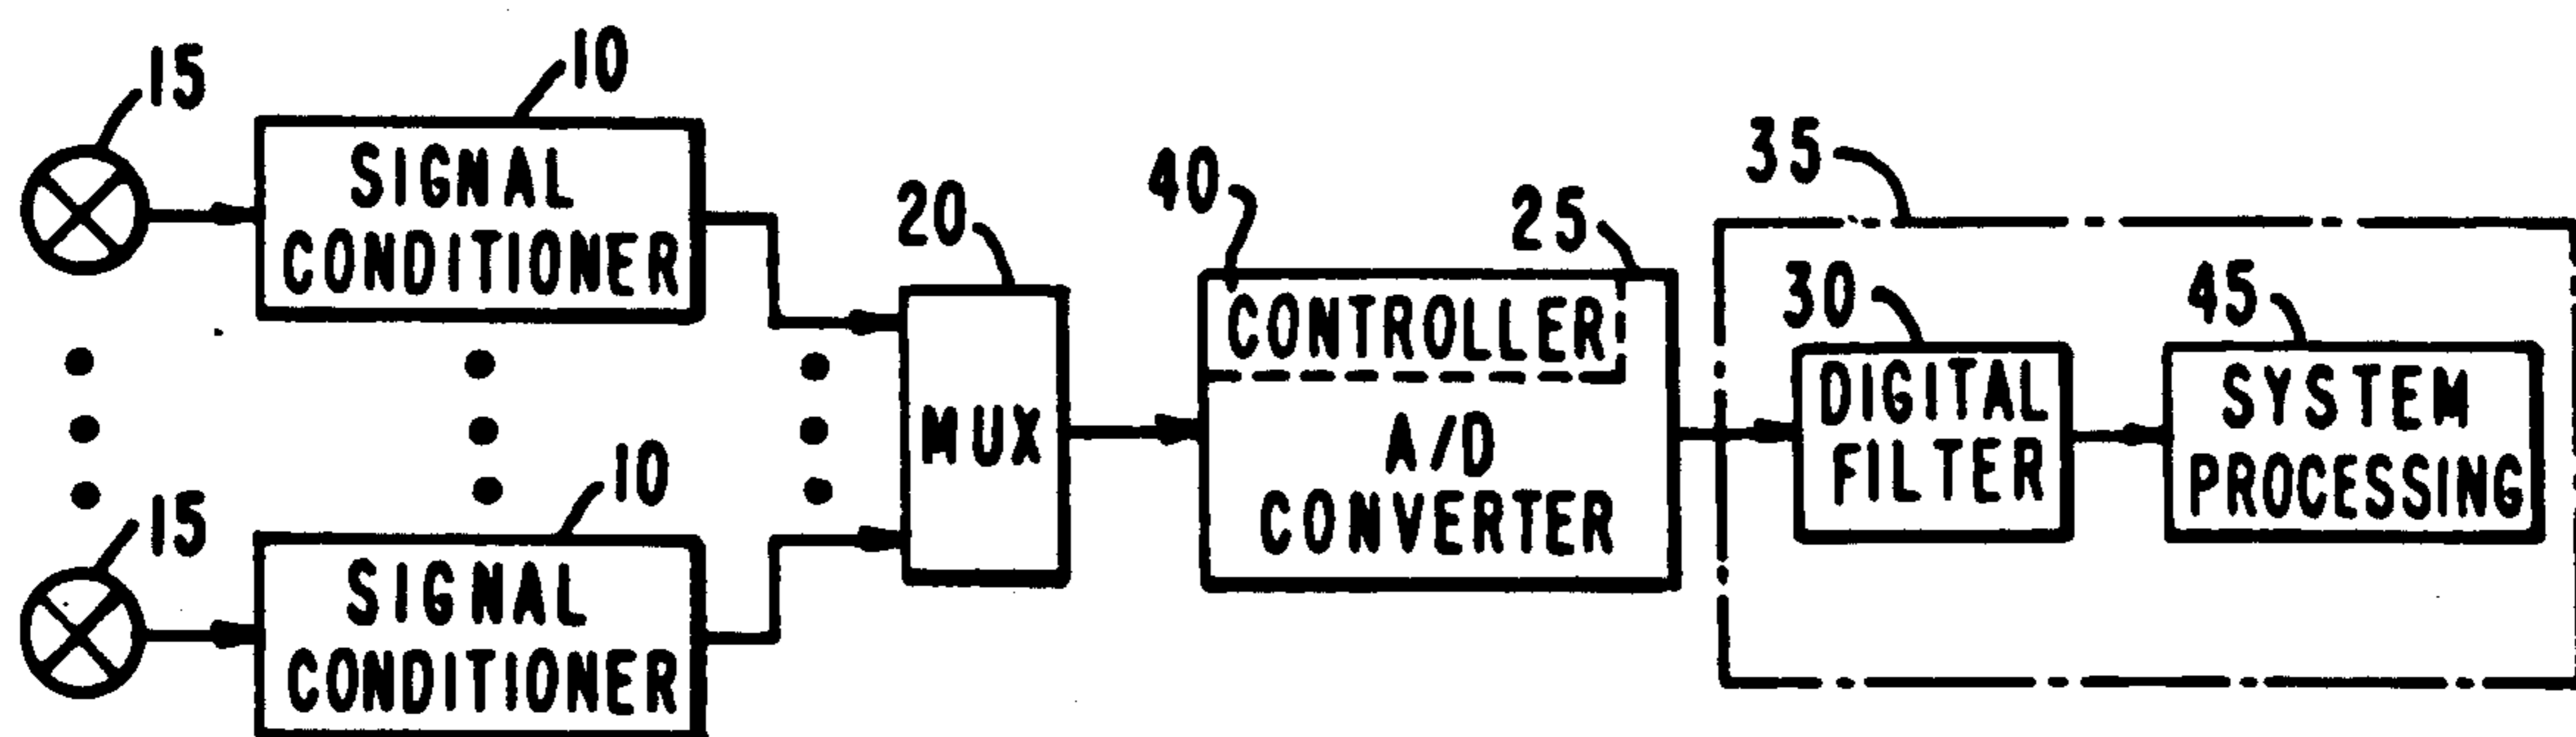 15
10
SIGNAL
CONDITIONER
20
40
CONTROLLER
25
A/D
CONVERTER
MUX
35
30
DIGITAL
FILTER
45
SYSTEM
PROCESSING
15
10
SIGNAL
CONDITIONER